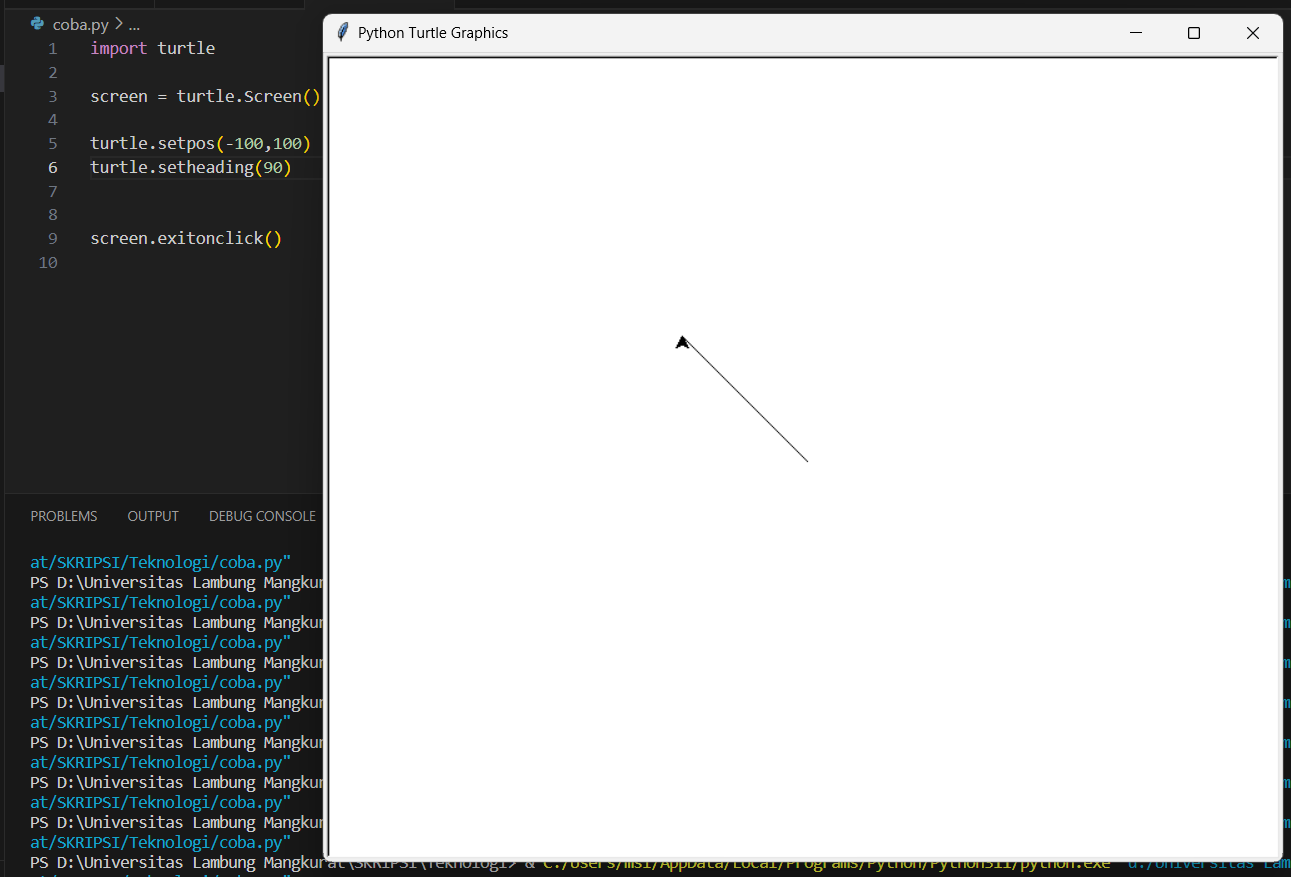 coba.py > ...
1 import turtle
2
3 screen = turtle.Screen()
4
5 turtle.setpos(-100,100)
6 turtle.setheading(90)
7
8
9 screen.exitonclick()
10
Python Turtle Graphics
PROBLEMS OUTPUT DEBUG CONSOLE
at/SKRIPSI/Teknologi/coba.py"
PS D:\Universitas Lambung Mangkur
at/SKRIPSI/Teknologi/coba.py"
PS D:\Universitas Lambung Mangkur
at/SKRIPSI/Teknologi/coba.py"
PS D:\Universitas Lambung Mangkur
at/SKRIPSI/Teknologi/coba.py"
PS D:\Universitas Lambung Mangkur
at/SKRIPSI/Teknologi/coba.py"
PS D:\Universitas Lambung Mangkur
at/SKRIPSI/Teknologi/coba.py"
PS D:\Universitas Lambung Mangkur
at/SKRIPSI/Teknologi/coba.py"
PS D:\Universitas Lambung Mangkur
at/SKRIPSI/Teknologi/coba.py"
PS D:\Universitas Lambung Mangkurat\SKRIPSI\Teknologi> & C:/Users/msi/AppData/Local/Programs/Python/Python311/python.exe "d:/Universitas Lam